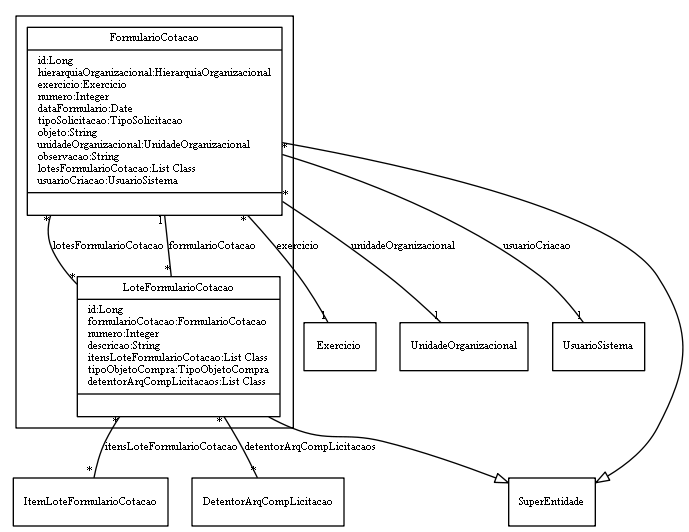 FormularioCotacao
id:Long
hierarquiaOrganizacional:HierarquiaOrganizacional
exercicio:Exercicio
numero:Integer
dataFormulario:Date
tipoSolicitacao:TipoSolicitacao
objeto:String
unidadeOrganizacional:UnidadeOrganizacional
observacao:String
lotesFormularioCotacao:List Class
usuarioCriacao:UsuarioSistema
*
*
* 1 *
lotesFormularioCotacao formularioCotacao exercicio unidadeOrganizacional usuarioCriacao
* *
LoteFormularioCotacao
id:Long
formularioCotacao:FormularioCotacao
numero:Integer
descricao:String
itensLoteFormularioCotacao:List Class
tipoObjetoCompra:TipoObjetoCompra
detentorArqCompLicitacaos:List Class
1 1 1
Exercicio UnidadeOrganizacional UsuarioSistema
* *
itensLoteFormularioCotacao detentorArqCompLicitacaos
* *
ItemLoteFormularioCotacao DetentorArqCompLicitacao SuperEntidade